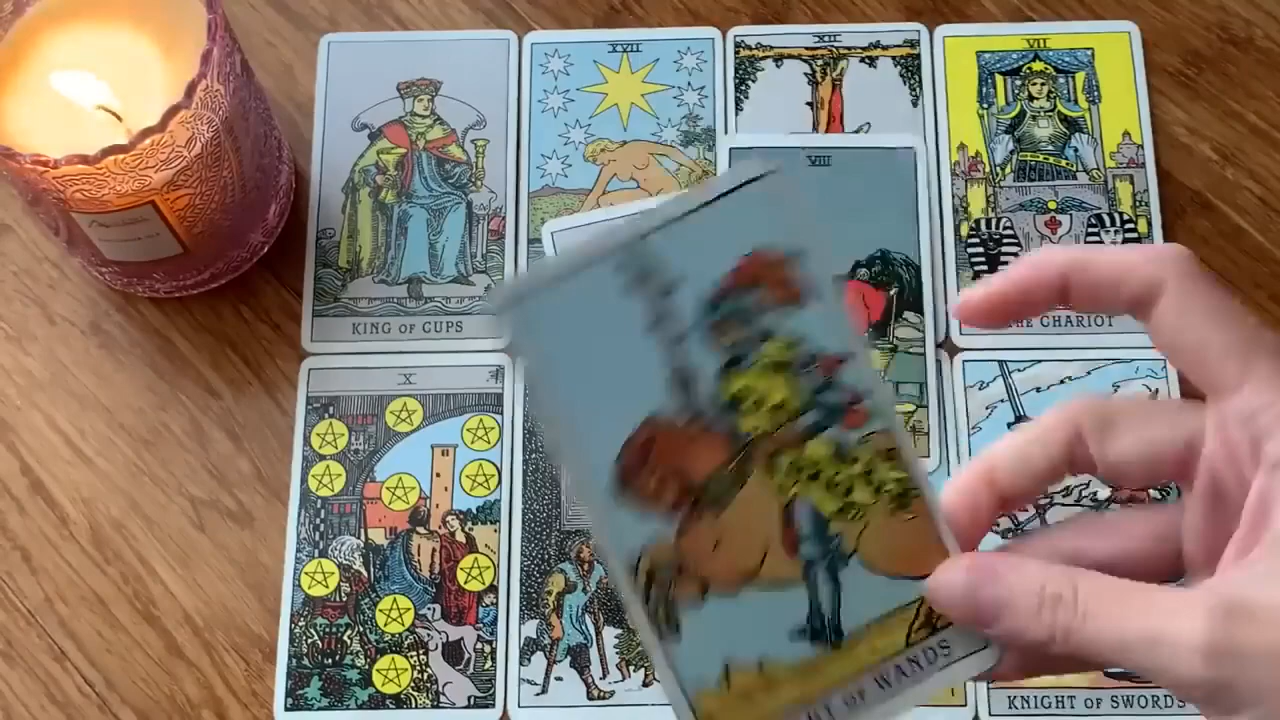 XVII
XII
VII
VIII
KING OF CUPS
THE CHARIOT
X
OF WANDS
KNIGHT OF SWORDS